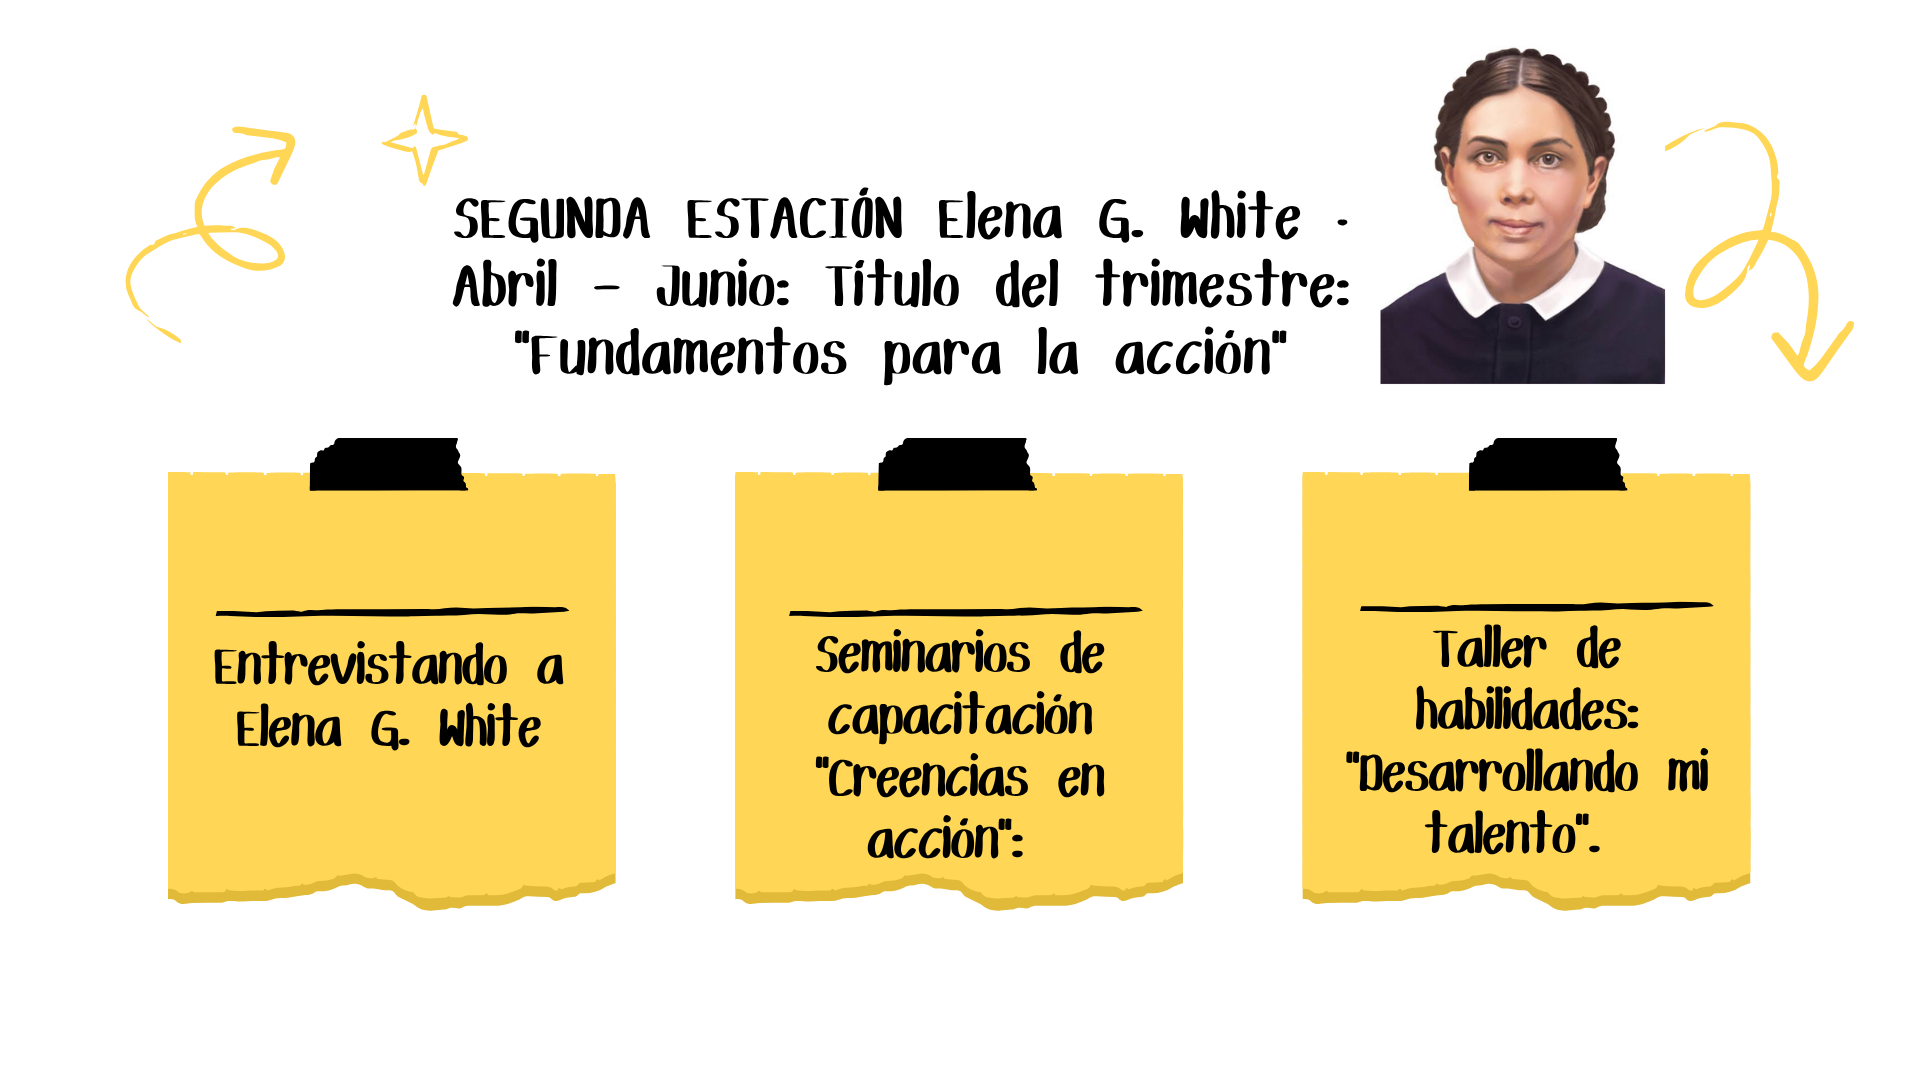 SEGUNDA ESTACIÓN Elena G. White -
Abril - Junio: Título del trimestre:
"Fundamentos para la acción"
Entrevistando a
Elena G. White
Seminarios de
capacitación
"Creencias en
acción":
Taller de
habilidades:
"Desarrollando mi
talento".